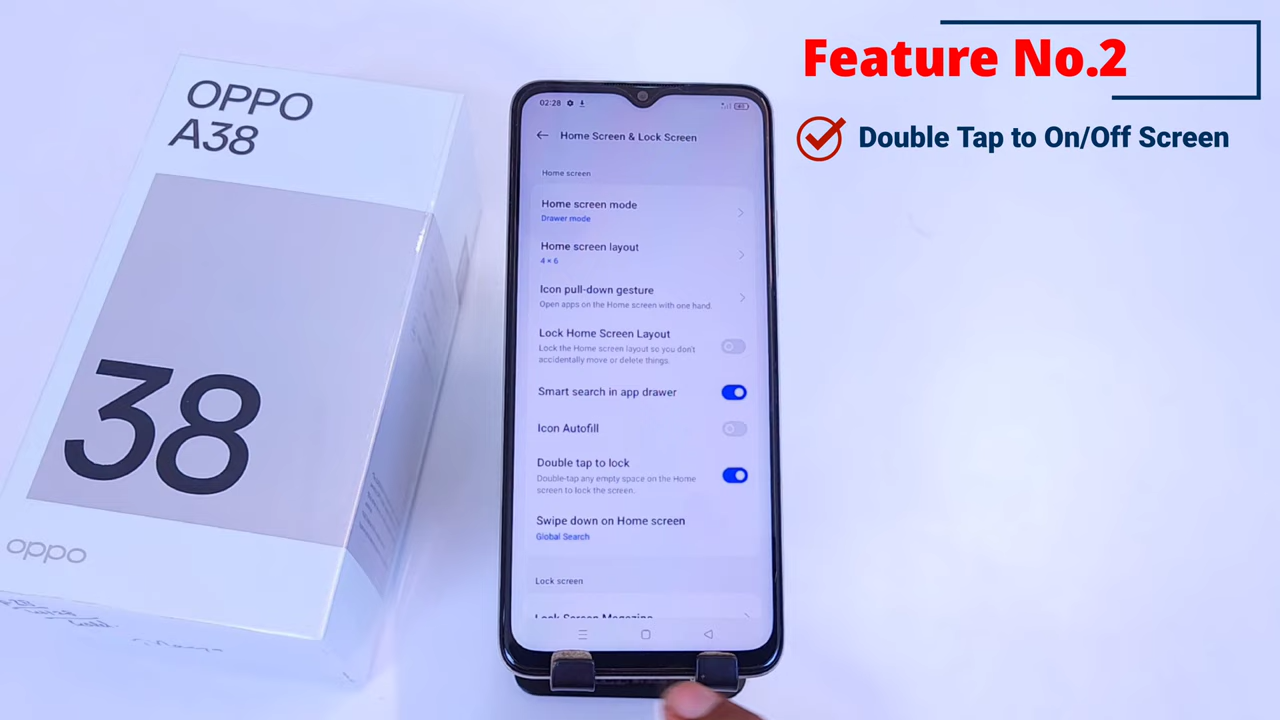 Feature No.2
Double Tap to On/Off Screen
OPPO
A38
38
oppo
02:28
Home Screen & Lock Screen
Home screen
Home screen mode
Drawer mode
Home screen layout
4 × 6
Icon pull-down gesture
Open apps on the Home screen with one hand.
Lock Home Screen Layout
Lock the Home screen layout so you don't
accidentally move or delete things.
Smart search in app drawer
Icon Autofill
Double tap to lock
Double-tap any empty space on the Home
screen to lock the screen.
Swipe down on Home screen
Global Search
Lock screen
Lock Screen Magazine